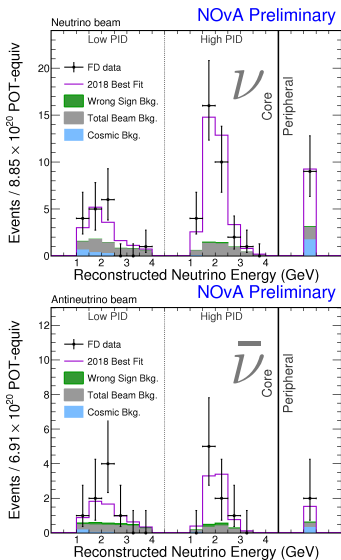 NOvA Preliminary
Neutrino beam
Low PID
High PID
FD data
2018 Best Fit
Wrong Sign Bkg.
Total Beam Bkg.
Cosmic Bkg.
ν
Core
Peripheral
Events / 8.85 × 10²⁰ POT-equiv
20
15
10
5
0
1 2 3 4 1 2 3 4
Reconstructed Neutrino Energy (GeV)
NOvA Preliminary
Antineutrino beam
Low PID
High PID
FD data
2018 Best Fit
Wrong Sign Bkg.
Total Beam Bkg.
Cosmic Bkg.
ν̅
Core
Peripheral
Events / 6.91 × 10²⁰ POT-equiv
12
10
8
6
4
2
0
1 2 3 4 1 2 3 4
Reconstructed Neutrino Energy (GeV)